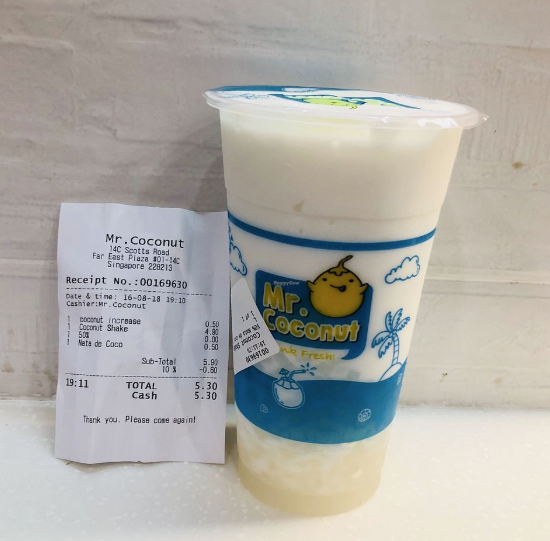 Mr.Coconut
14C Scotts Road
Far East Plaza #01-14C
Singapore 228213
Receipt No.:00169630
Date & time: 16-08-18 19:10
Cashier:Mr.Coconut
1 coconut increase 0.50
1 Coconut Shake 4.90
1 50% 0.00
1 Nata de Coco 0.50
Sub-Total 5.90
10 % -0.60
19:11 TOTAL 5.30
Cash 5.30
Thank you. Please come again!
Mr.
Coconut
Fresh
00169630